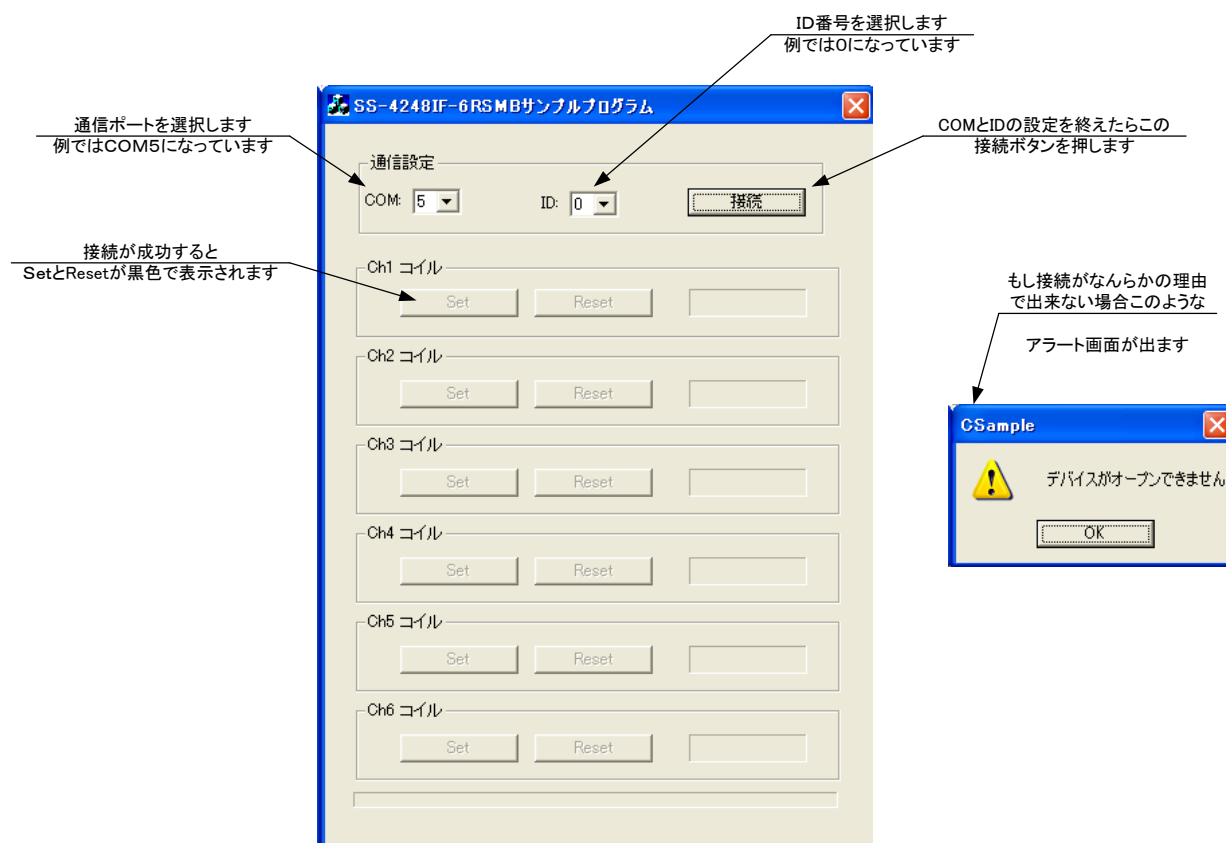 ID番号を選択します
例では0になっています
SS-4248IF-6RSMBサンプルプログラム
通信ポートを選択します
例ではCOM5になっています
COMとIDの設定を終えたらこの
接続ボタンを押します
通信設定
COM: 5
ID: 0
接続
接続が成功すると
SetとResetが黒色で表示されます
Ch1 コイル
Set
Reset
Ch2 コイル
Set
Reset
Ch3 コイル
Set
Reset
Ch4 コイル
Set
Reset
Ch5 コイル
Set
Reset
Ch6 コイル
Set
Reset
もし接続がなんらかの理由
で出来ない場合このような
アラート画面が出ます
CSample
デバイスがオープンできません
OK